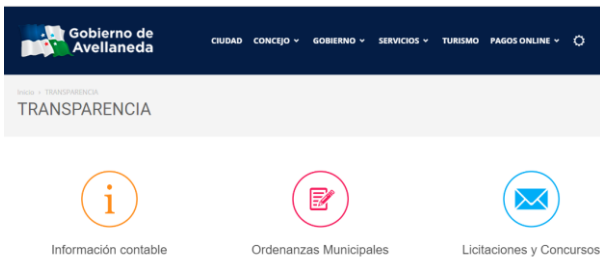 Gobierno de
Avellaneda
CIUDAD CONCEJO GOBIERNO SERVICIOS TURISMO PAGOS ONLINE
Inicio › TRANSPARENCIA
TRANSPARENCIA
Información contable Ordenanzas Municipales Licitaciones y Concursos